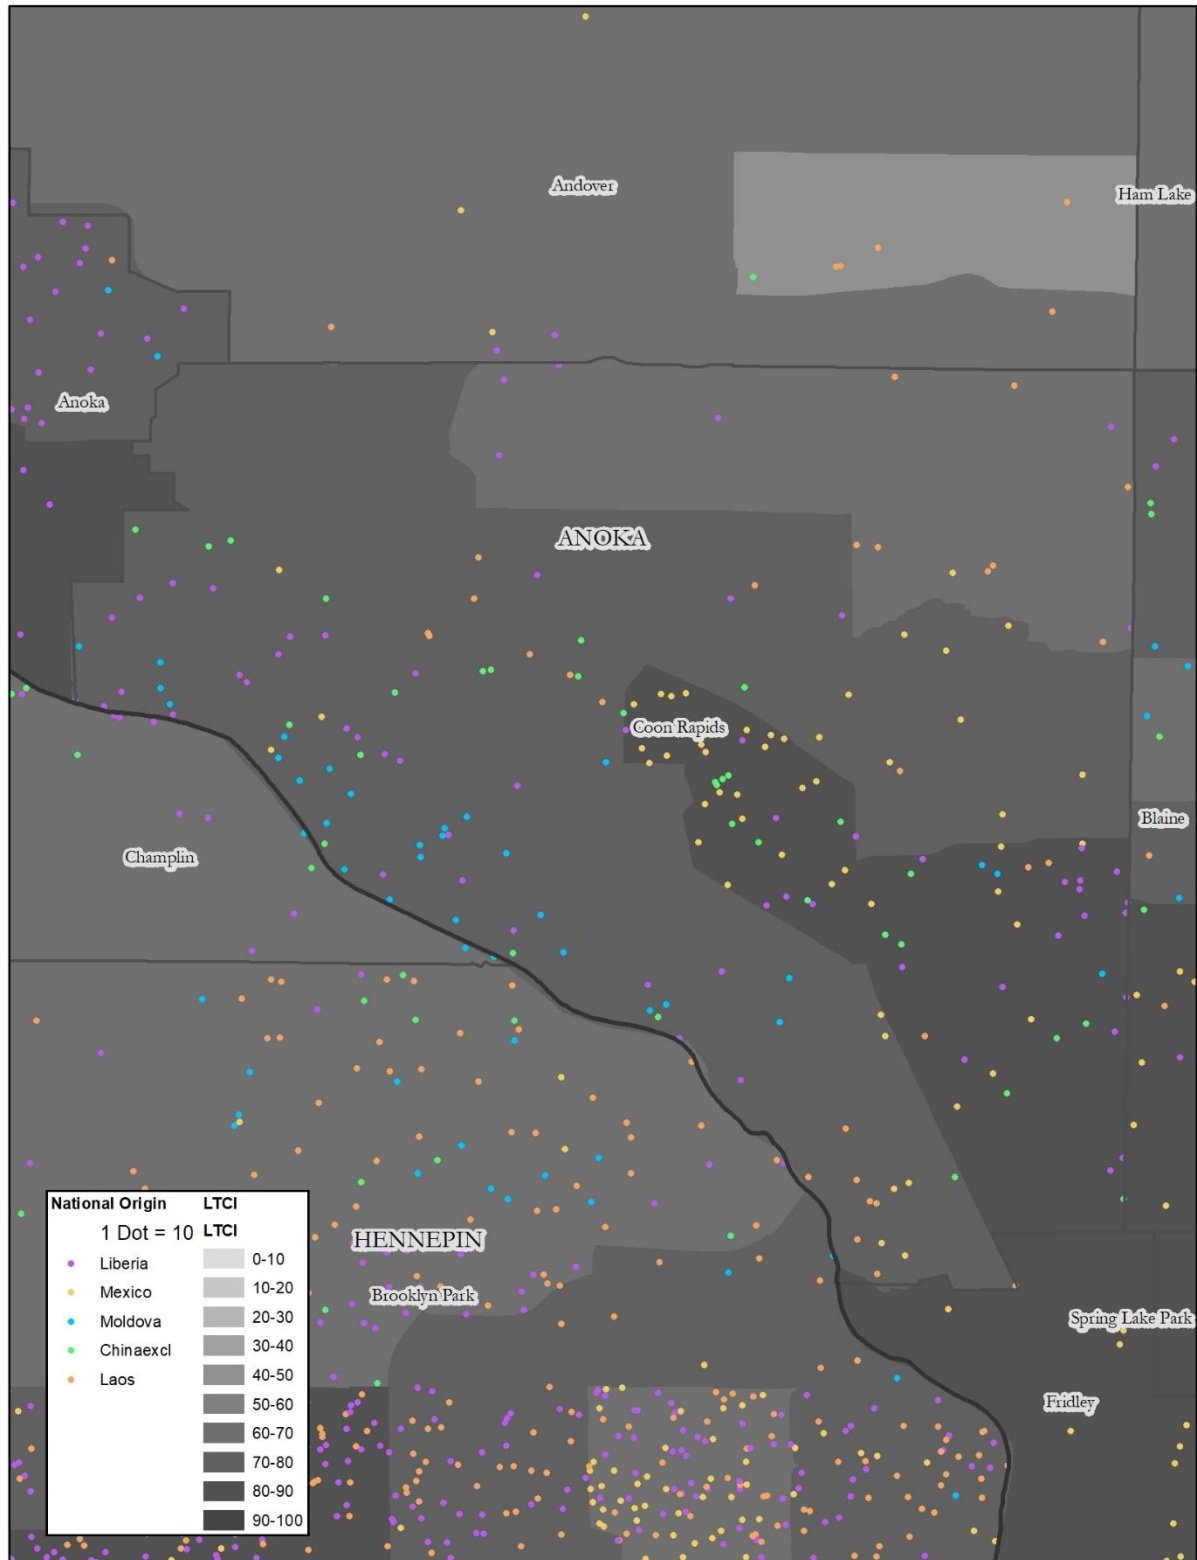 Andover
Ham Lake
Anoka
ANOKA
Coon Rapids
Blaine
Champlin
HENNEPIN
Brooklyn Park
Spring Lake Park
Fridley
National Origin LTCI
1 Dot = 10 LTCI
Liberia
Mexico
Moldova
Chinaexcl
Laos
0-10
10-20
20-30
30-40
40-50
50-60
60-70
70-80
80-90
90-100